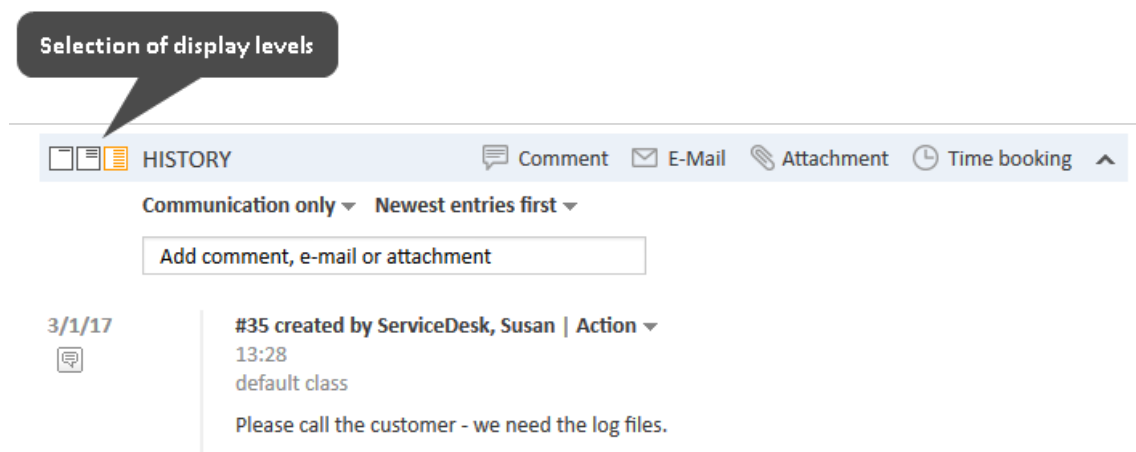 Selection of display levels
HISTORY Comment E-Mail Attachment Time booking
Communication only Newest entries first
Add comment, e-mail or attachment
3/1/17 #35 created by ServiceDesk, Susan | Action
13:28
default class
Please call the customer - we need the log files.